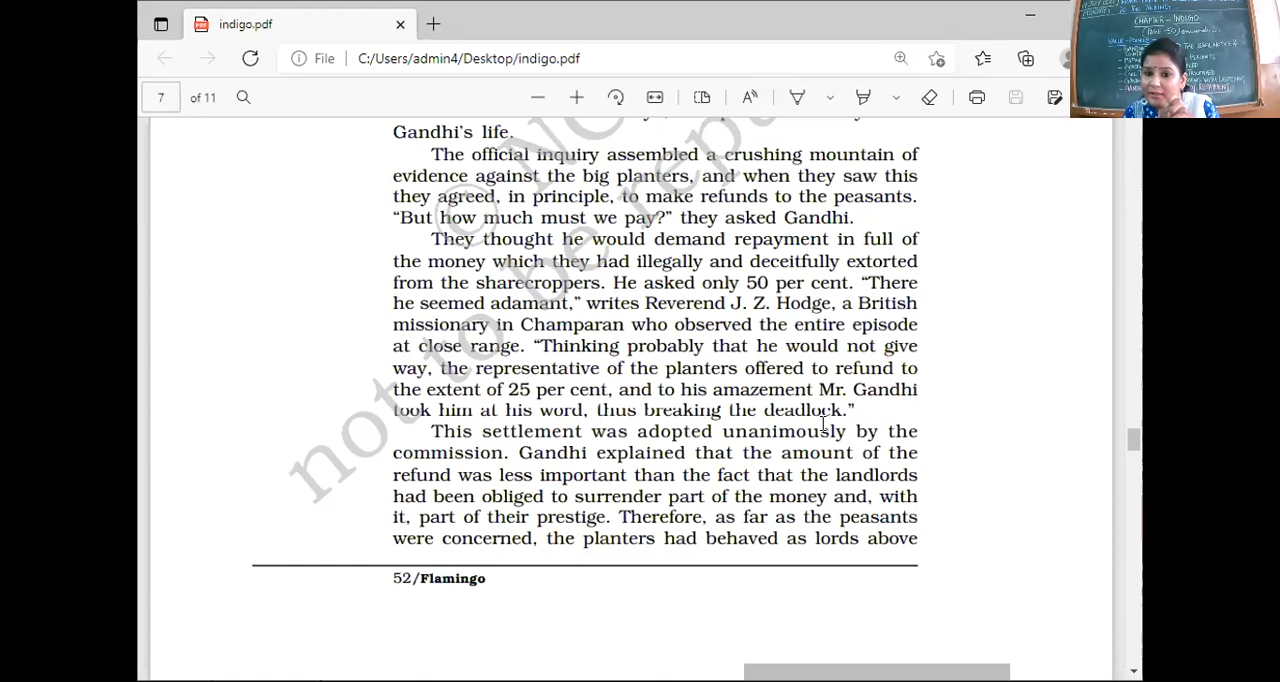 indigo.pdf
File C:/Users/admin4/Desktop/indigo.pdf
7 of 11
CHAPTER - INDIGO
Gandhi's life.
The official inquiry assembled a crushing mountain of
evidence against the big planters, and when they saw this
they agreed, in principle, to make refunds to the peasants.
“But how much must we pay?” they asked Gandhi.
They thought he would demand repayment in full of
the money which they had illegally and deceitfully extorted
from the sharecroppers. He asked only 50 per cent. “There
he seemed adamant,” writes Reverend J. Z. Hodge, a British
missionary in Champaran who observed the entire episode
at close range. “Thinking probably that he would not give
way, the representative of the planters offered to refund to
the extent of 25 per cent, and to his amazement Mr. Gandhi
took him at his word, thus breaking the deadlock.”
This settlement was adopted unanimously by the
commission. Gandhi explained that the amount of the
refund was less important than the fact that the landlords
had been obliged to surrender part of the money and, with
it, part of their prestige. Therefore, as far as the peasants
were concerned, the planters had behaved as lords above
52/Flamingo
© NC
not to be rep